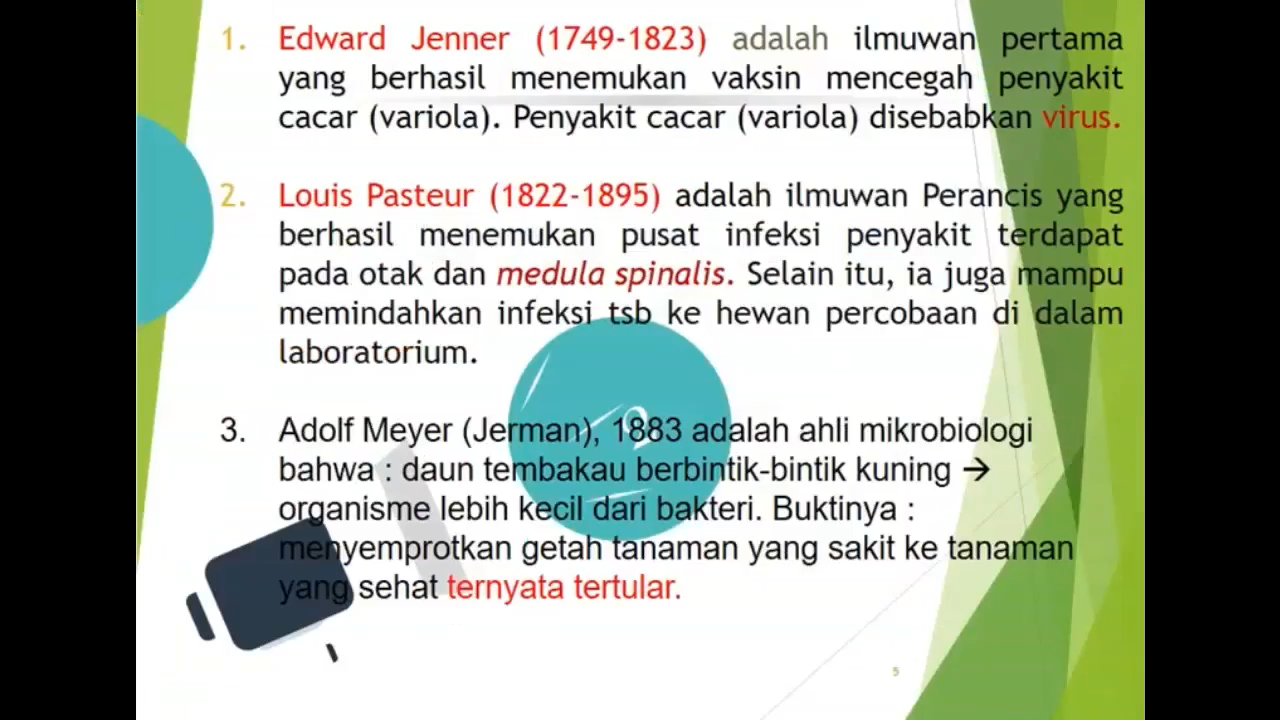 1. Edward Jenner (1749-1823) adalah ilmuwan pertama
yang berhasil menemukan vaksin mencegah penyakit
cacar (variola). Penyakit cacar (variola) disebabkan virus.
2. Louis Pasteur (1822-1895) adalah ilmuwan Perancis yang
berhasil menemukan pusat infeksi penyakit terdapat
pada otak dan medula spinalis. Selain itu, ia juga mampu
memindahkan infeksi tsb ke hewan percobaan di dalam
laboratorium.
3. Adolf Meyer (Jerman), 1883 adalah ahli mikrobiologi
bahwa : daun tembakau berbintik-bintik kuning →
organisme lebih kecil dari bakteri. Buktinya :
menyemprotkan getah tanaman yang sakit ke tanaman
yang sehat ternyata tertular.
5